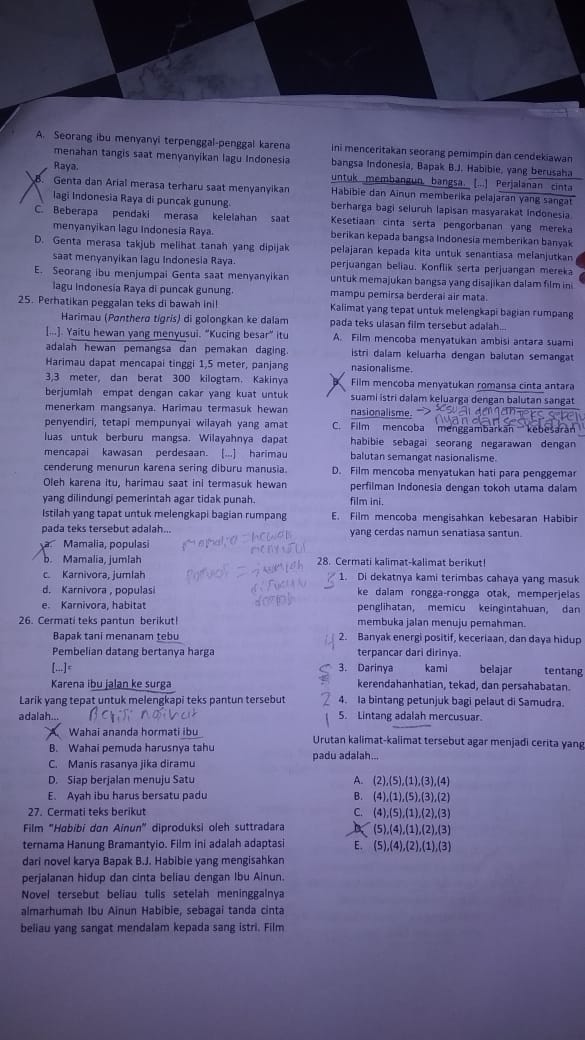 A. Seorang ibu menyanyi terpenggal-penggal karena
menahan tangis saat menyanyikan lagu Indonesia
Raya.
B. Genta dan Arial merasa terharu saat menyanyikan
lagi Indonesia Raya di puncak gunung.
C. Beberapa pendaki merasa kelelahan saat
menyanyikan lagu Indonesia Raya.
D. Genta merasa takjub melihat tanah yang dipijak
saat menyanyikan lagu Indonesia Raya.
E. Seorang ibu menjumpai Genta saat menyanyikan
lagu Indonesia Raya di puncak gunung.
25. Perhatikan peggalan teks di bawah ini!
Harimau (Panthera tigris) di golongkan ke dalam
[...]. Yaitu hewan yang menyusui. "Kucing besar" itu
adalah hewan pemangsa dan pemakan daging.
Harimau dapat mencapai tinggi 1,5 meter, panjang
3,3 meter, dan berat 300 kilogtam. Kakinya
berjumlah empat dengan cakar yang kuat untuk
menerkam mangsanya. Harimau termasuk hewan
penyendiri, tetapi mempunyai wilayah yang amat
luas untuk berburu mangsa. Wilayahnya dapat
mencapai kawasan perdesaan. [...] harimau
cenderung menurun karena sering diburu manusia.
Oleh karena itu, harimau saat ini termasuk hewan
yang dilindungi pemerintah agar tidak punah.
Istilah yang tapat untuk melengkapi bagian rumpang
pada teks tersebut adalah...
a. Mamalia, populasi
b. Mamalia, jumlah
c. Karnivora, jumlah
d. Karnivora , populasi
e. Karnivora, habitat
mamalia = hewan
menyusui
populasi = jumlah
26. Cermati teks pantun berikut!
Bapak tani menanam tebu
Pembelian datang bertanya harga
[...]
Karena ibu jalan ke surga
Larik yang tepat untuk melengkapi teks pantun tersebut
adalah...
Berisi nasihat
A. Wahai ananda hormati ibu
B. Wahai pemuda harusnya tahu
C. Manis rasanya jika diramu
D. Siap berjalan menuju Satu
E. Ayah ibu harus bersatu padu
27. Cermati teks berikut
Film "Habibi dan Ainun" diproduksi oleh suttradara
ternama Hanung Bramantyio. Film ini adalah adaptasi
dari novel karya Bapak B.J. Habibie yang mengisahkan
perjalanan hidup dan cinta beliau dengan Ibu Ainun.
Novel tersebut beliau tulis setelah meninggalnya
almarhumah Ibu Ainun Habibie, sebagai tanda cinta
beliau yang sangat mendalam kepada sang istri. Film
ini menceritakan seorang pemimpin dan cendekiawan
bangsa Indonesia, Bapak B.J. Habibie, yang berusaha
untuk membangun bangsa. [...] Perjalanan cinta
Habibie dan Ainun memberika pelajaran yang sangat
berharga bagi seluruh lapisan masyarakat Indonesia.
Kesetiaan cinta serta pengorbanan yang mereka
berikan kepada bangsa Indonesia memberikan banyak
pelajaran kepada kita untuk senantiasa melanjutkan
perjuangan beliau. Konflik serta perjuangan mereka
untuk memajukan bangsa yang disajikan dalam film ini
mampu pemirsa berderai air mata.
Kalimat yang tepat untuk melengkapi bagian rumpang
pada teks ulasan film tersebut adalah...
A. Film mencoba menyatukan ambisi antara suami
istri dalam keluarha dengan balutan semangat
nasionalisme.
B. Film mencoba menyatukan romansa cinta antara
suami istri dalam keluarga dengan balutan sangat
nasionalisme. -> sesuai dengan teks sebelu
mnya dan sesudahnya
C. Film mencoba menggambarkan kebesaran
habibie sebagai seorang negarawan dengan
balutan semangat nasionalisme.
D. Film mencoba menyatukan hati para penggemar
perfilman Indonesia dengan tokoh utama dalam
film ini.
E. Film mencoba mengisahkan kebesaran Habibir
yang cerdas namun senatiasa santun.
28. Cermati kalimat-kalimat berikut!
3 1. Di dekatnya kami terimbas cahaya yang masuk
ke dalam rongga-rongga otak, memperjelas
penglihatan, memicu keingintahuan, dan
membuka jalan menuju pemahman.
4 2. Banyak energi positif, keceriaan, dan daya hidup
terpancar dari dirinya.
5 3. Darinya kami belajar tentang
kerendahanhatian, tekad, dan persahabatan.
2 4. Ia bintang petunjuk bagi pelaut di Samudra.
1 5. Lintang adalah mercusuar.
Urutan kalimat-kalimat tersebut agar menjadi cerita yang
padu adalah...
A. (2),(5),(1),(3),(4)
B. (4),(1),(5),(3),(2)
C. (4),(5),(1),(2),(3)
D. (5),(4),(1),(2),(3)
E. (5),(4),(2),(1),(3)